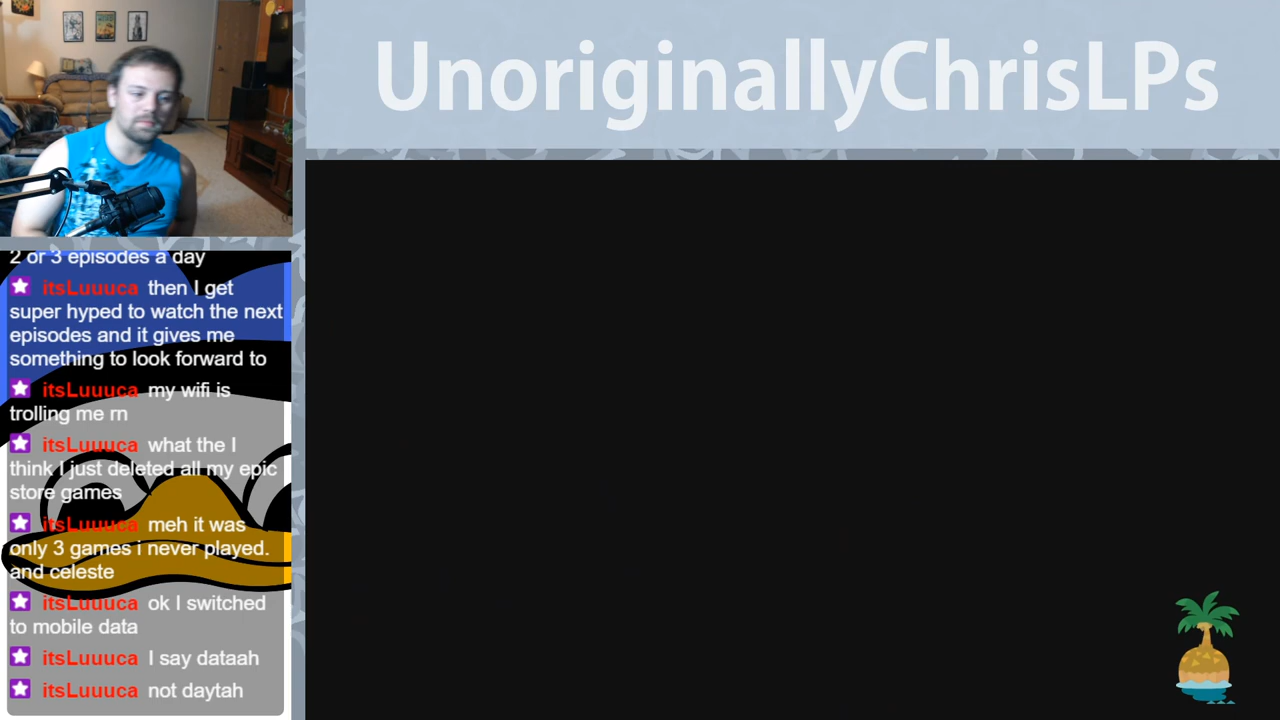 UnoriginallyChrisLPs
2 or 3 episodes a day
itsLuuuca then I get
super hyped to watch the next
episodes and it gives me
something to look forward to
itsLuuuca my wifi is
trolling me rn
itsLuuuca what the I
think I just deleted all my epic
store games
itsLuuuca meh it was
only 3 games i never played.
and celeste
itsLuuuca ok I switched
to mobile data
itsLuuuca I say dataah
itsLuuuca not daytah